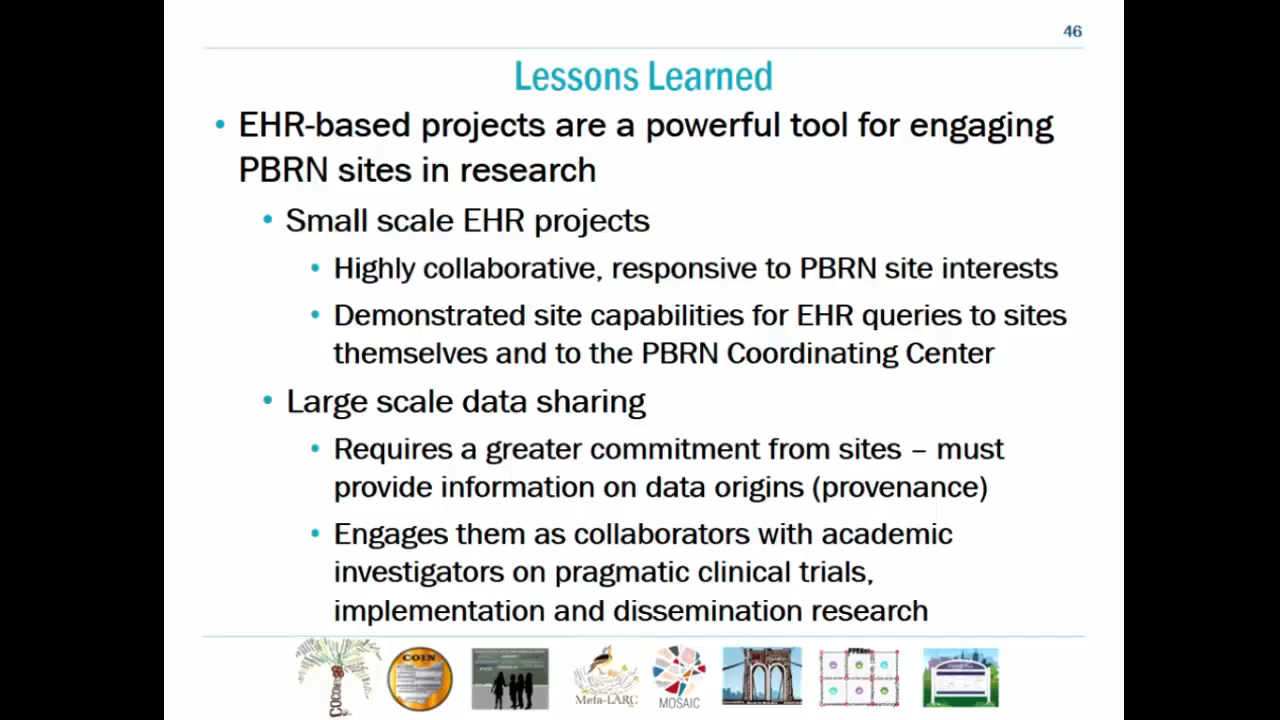 46
Lessons Learned
• EHR-based projects are a powerful tool for engaging
PBRN sites in research
• Small scale EHR projects
• Highly collaborative, responsive to PBRN site interests
• Demonstrated site capabilities for EHR queries to sites
themselves and to the PBRN Coordinating Center
• Large scale data sharing
• Requires a greater commitment from sites – must
provide information on data origins (provenance)
• Engages them as collaborators with academic
investigators on pragmatic clinical trials,
implementation and dissemination research
COIN
Meta-LARC
MOSAIC